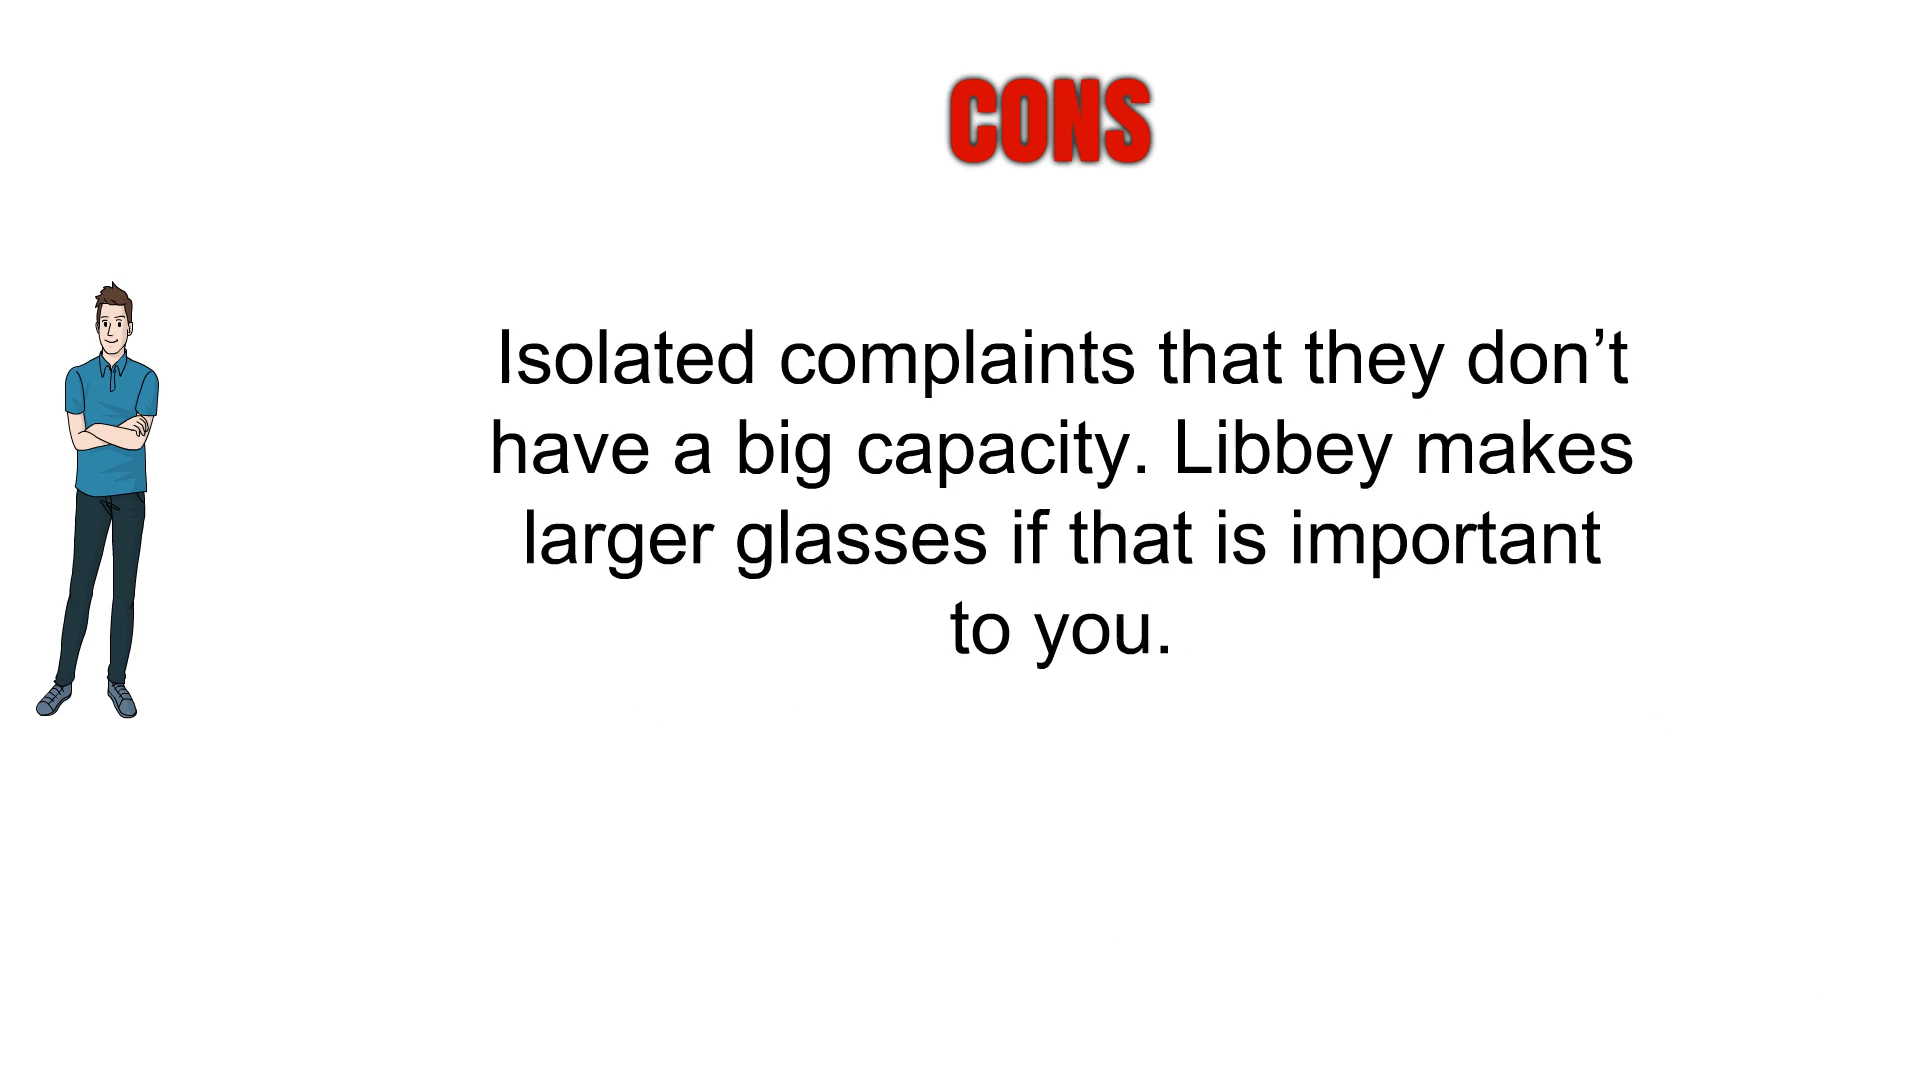 CONS
Isolated complaints that they don’t
have a big capacity. Libbey makes
larger glasses if that is important
to you.